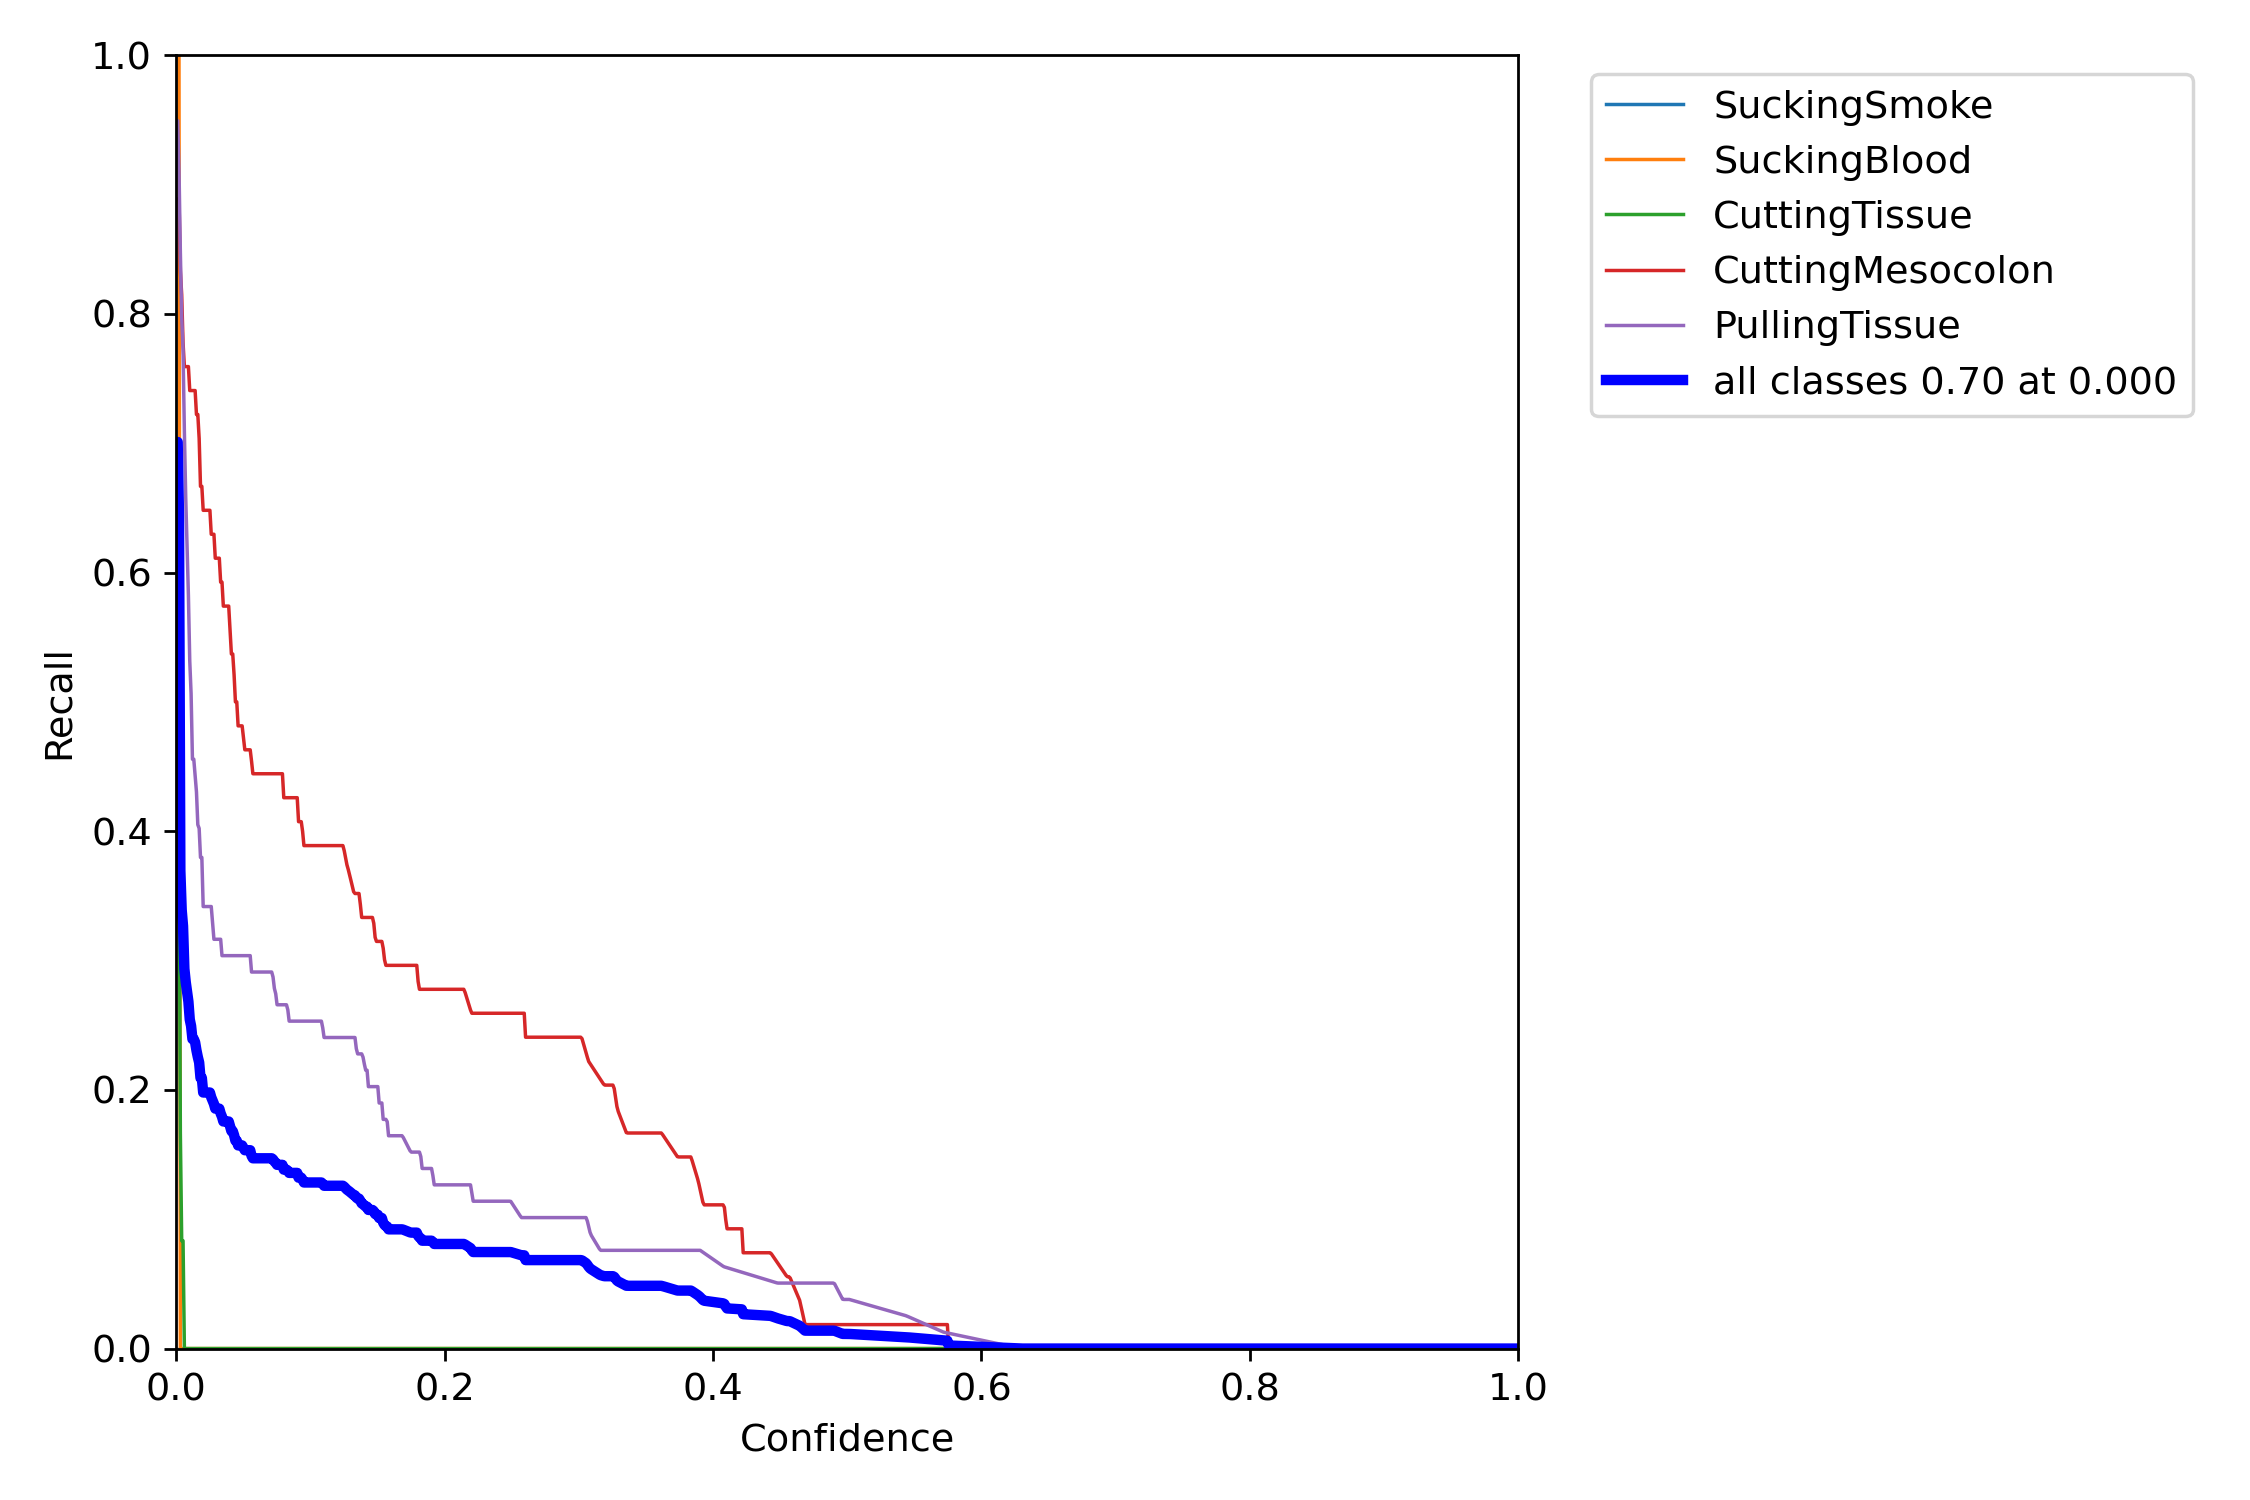 1.0
0.8
0.6
0.4
0.2
0.0
Recall
0.0 0.2 0.4 0.6 0.8 1.0
Confidence
SuckingSmoke
SuckingBlood
CuttingTissue
CuttingMesocolon
PullingTissue
all classes 0.70 at 0.000